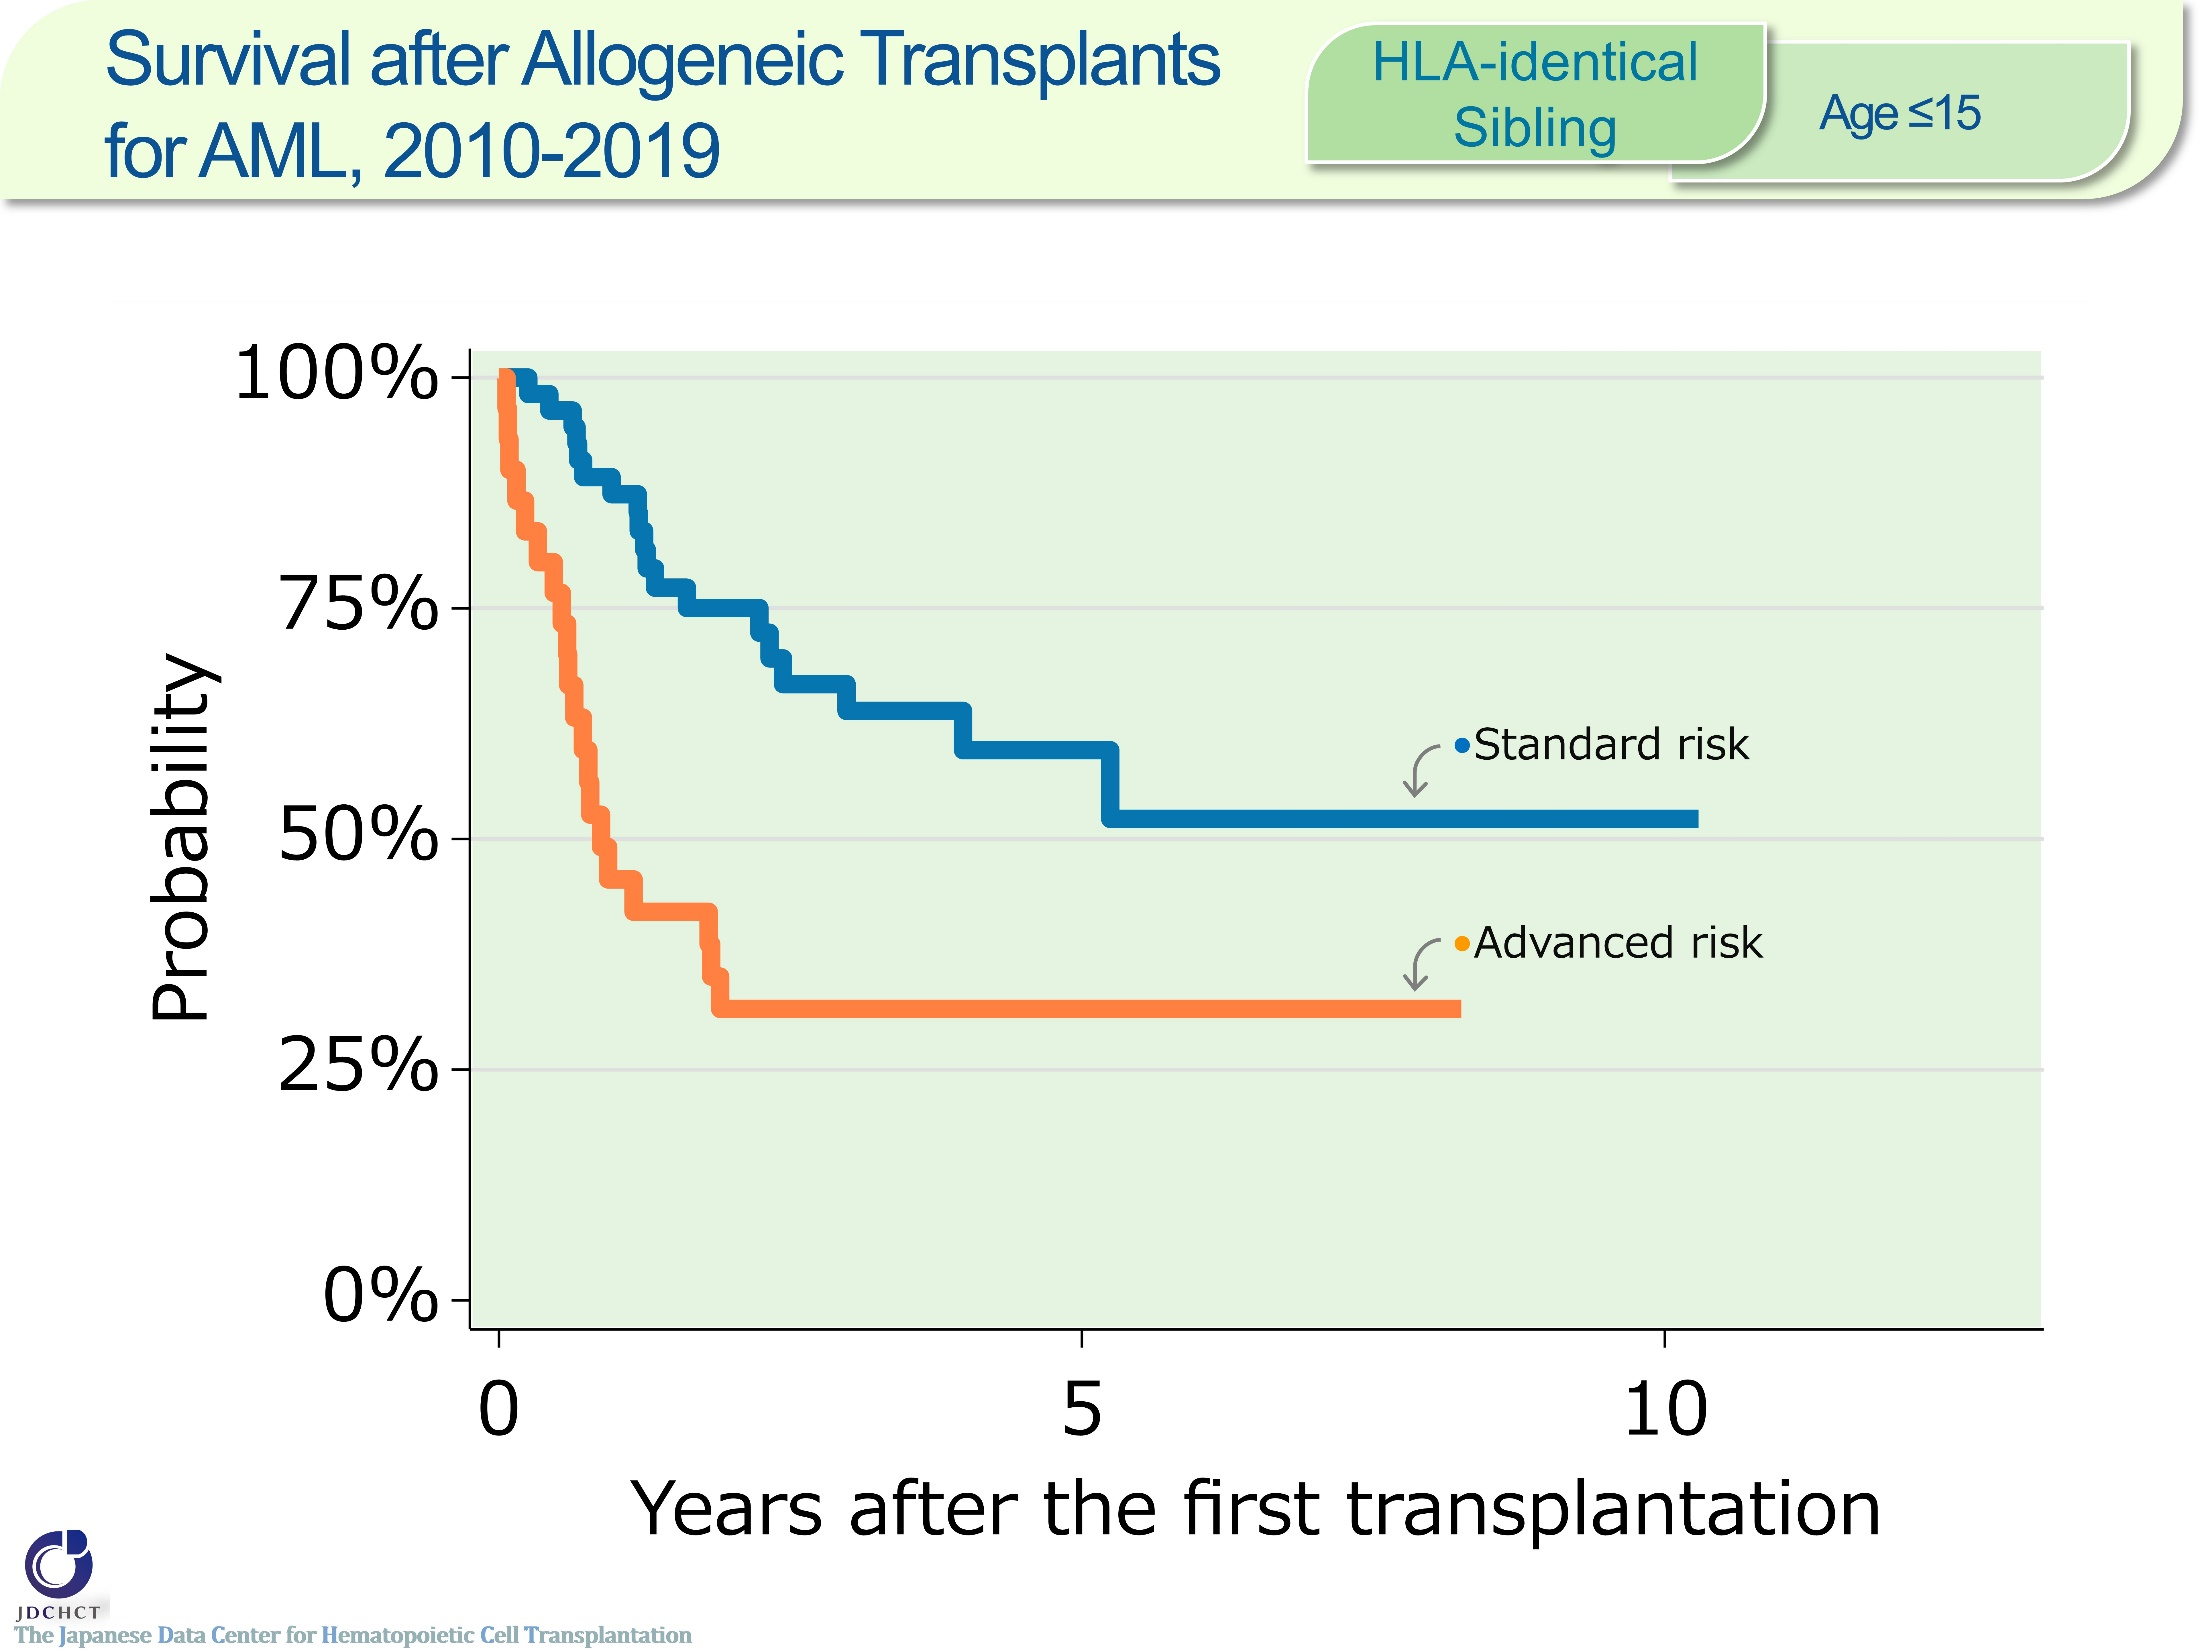 Survival after Allogeneic Transplants
for AML, 2010-2019
HLA-identical
Sibling
Age ≤15
100%
75%
50%
25%
0%
Probability
•Standard risk
•Advanced risk
0 5 10
Years after the first transplantation
JDCHCT
The Japanese Data Center for Hematopoietic Cell Transplantation